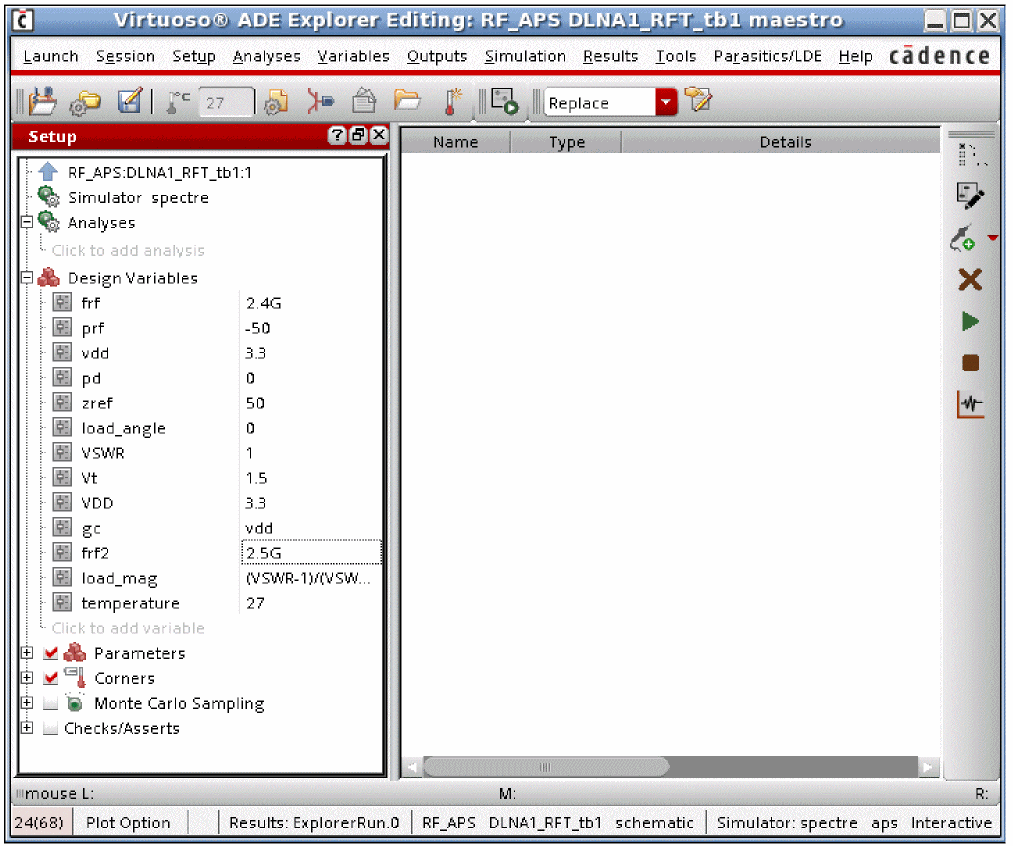 Virtuoso® ADE Explorer Editing: RF_APS DLNA1_RFT_tb1 maestro
Launch Session Setup Analyses Variables Outputs Simulation Results Tools Parasitics/LDE Help cādence
°C 27 Replace
Setup
Name Type Details
RF_APS:DLNA1_RFT_tb1:1
Simulator spectre
Analyses
Click to add analysis
Design Variables
frf 2.4G
prf -50
vdd 3.3
pd 0
zref 50
load_angle 0
VSWR 1
Vt 1.5
VDD 3.3
gc vdd
frf2 2.5G
load_mag (VSWR-1)/(VSW...
temperature 27
Click to add variable
Parameters
Corners
Monte Carlo Sampling
Checks/Asserts
mouse L: M: R:
24(68) Plot Option Results: ExplorerRun.0 RF_APS DLNA1_RFT_tb1 schematic Simulator: spectre aps Interactive